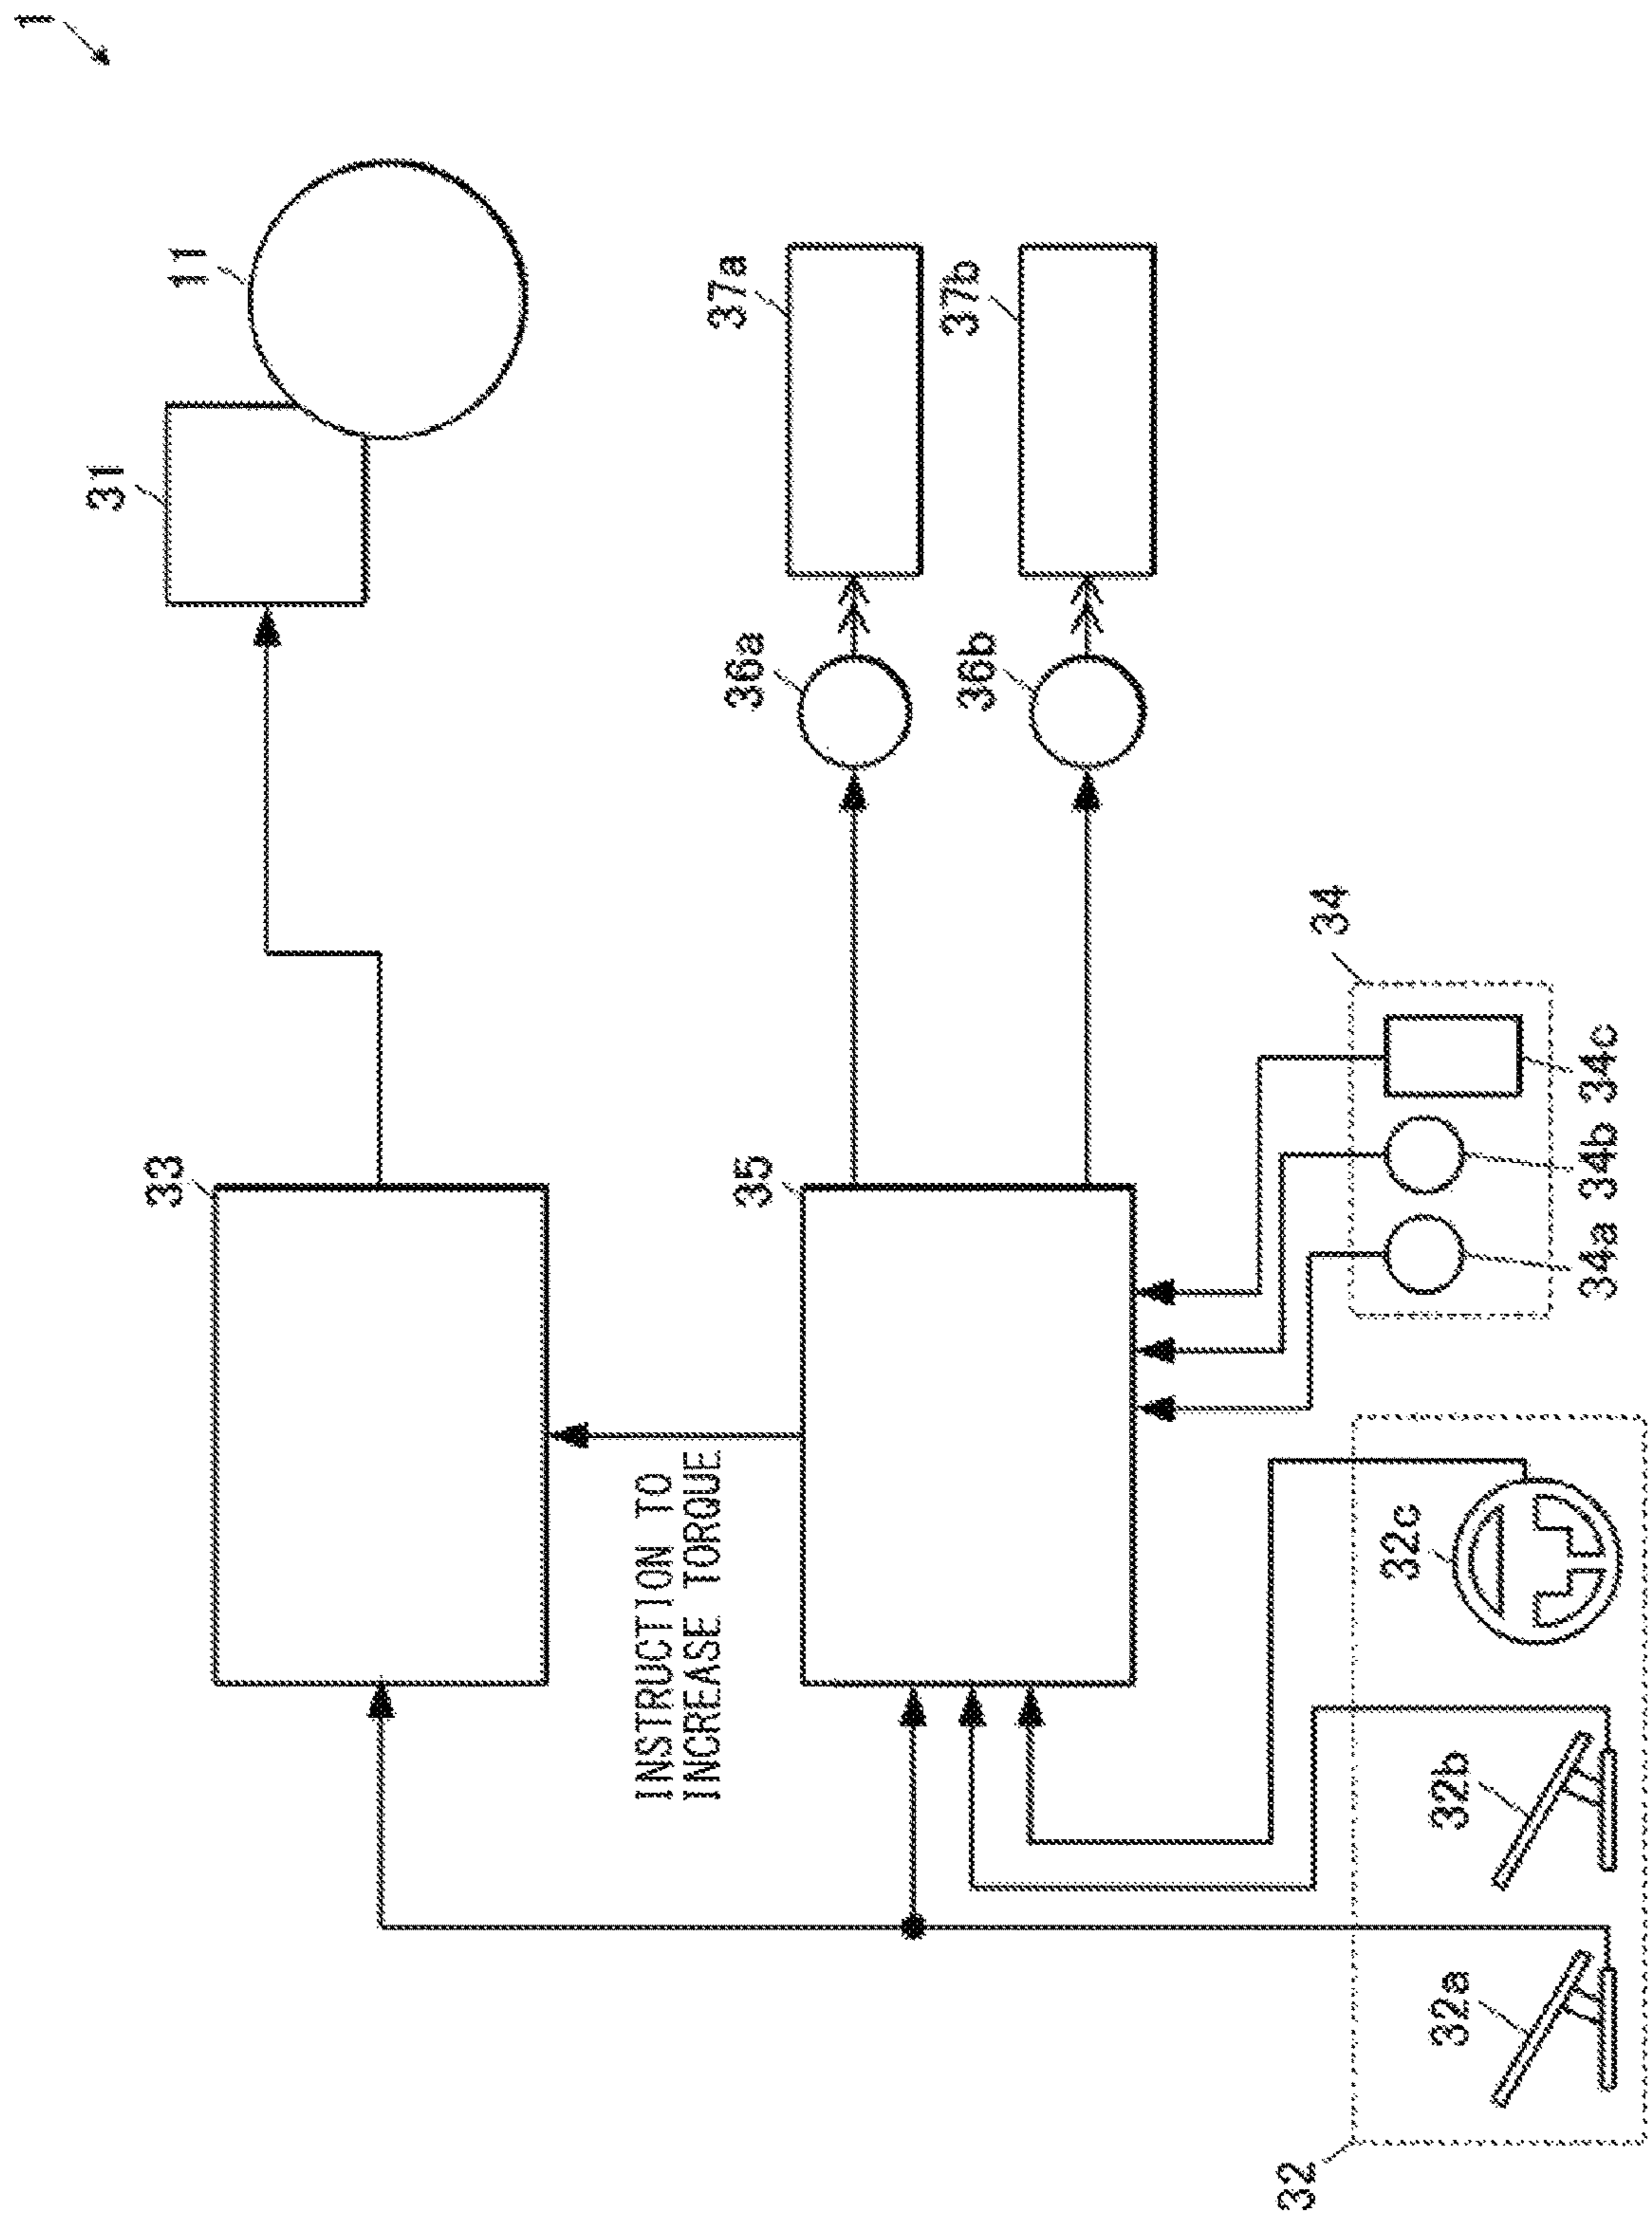 1
11
31
37a
37b
36a
36b
33
35
34
INSTRUCTION TO
INCREASE TORQUE
34a
34b
34c
32c
32b
32a
32